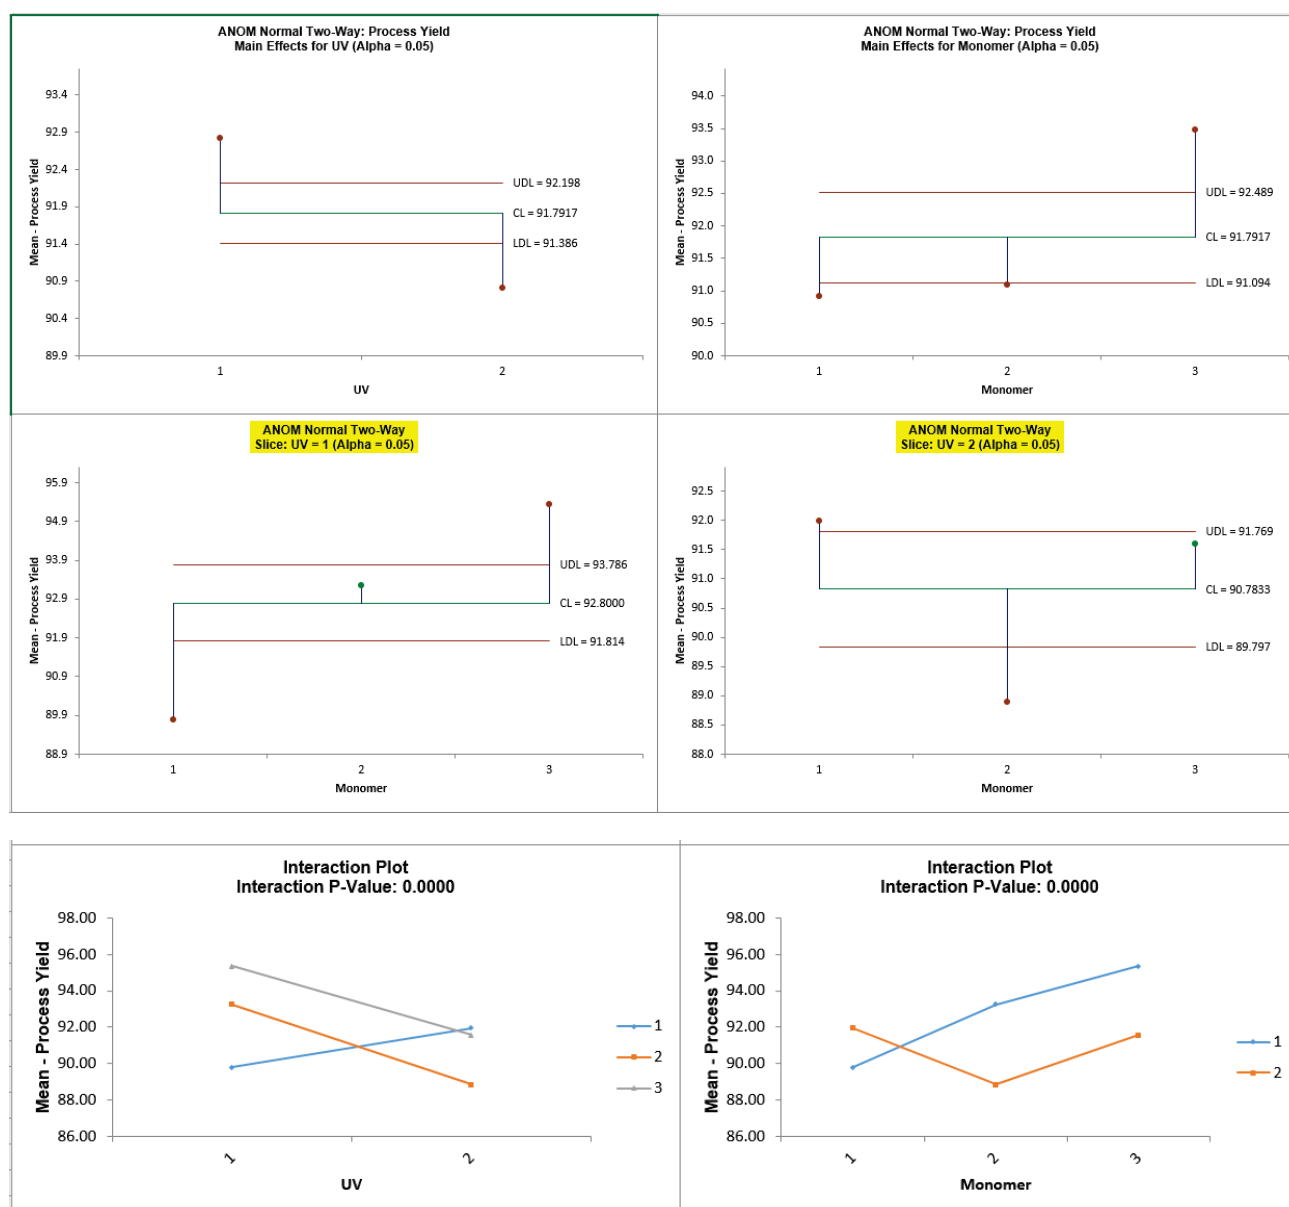 ANOM Normal Two-Way: Process Yield
Main Effects for UV (Alpha = 0.05)
Mean - Process Yield
93.4
92.9
92.4
91.9
91.4
90.9
90.4
89.9
UDL = 92.198
CL = 91.7917
LDL = 91.386
1
2
UV
ANOM Normal Two-Way: Process Yield
Main Effects for Monomer (Alpha = 0.05)
Mean - Process Yield
94.0
93.5
93.0
92.5
92.0
91.5
91.0
90.5
90.0
UDL = 92.489
CL = 91.7917
LDL = 91.094
1
2
3
Monomer
ANOM Normal Two-Way
Slice: UV = 1 (Alpha = 0.05)
Mean - Process Yield
95.9
94.9
93.9
92.9
91.9
90.9
89.9
88.9
UDL = 93.786
CL = 92.8000
LDL = 91.814
1
2
3
Monomer
ANOM Normal Two-Way
Slice: UV = 2 (Alpha = 0.05)
Mean - Process Yield
92.5
92.0
91.5
91.0
90.5
90.0
89.5
89.0
88.5
88.0
UDL = 91.769
CL = 90.7833
LDL = 89.797
1
2
3
Monomer
Interaction Plot
Interaction P-Value: 0.0000
Mean - Process Yield
98.00
96.00
94.00
92.00
90.00
88.00
86.00
1
2
UV
1
2
3
Interaction Plot
Interaction P-Value: 0.0000
Mean - Process Yield
98.00
96.00
94.00
92.00
90.00
88.00
86.00
1
2
3
Monomer
1
2